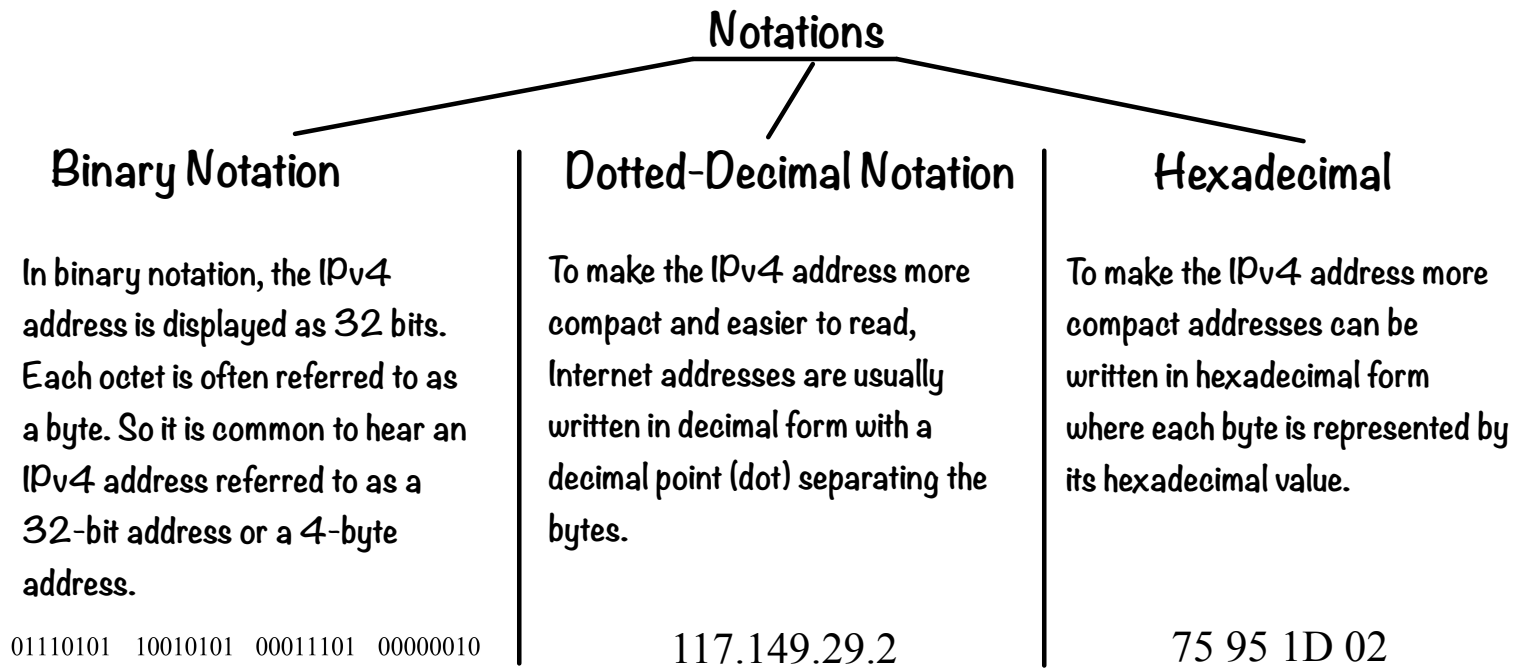 Notations
Binary Notation
In binary notation, the IPv4
address is displayed as 32 bits.
Each octet is often referred to as
a byte. So it is common to hear an
IPv4 address referred to as a
32-bit address or a 4-byte
address.
01110101 10010101 00011101 00000010
Dotted-Decimal Notation
To make the IPv4 address more
compact and easier to read,
Internet addresses are usually
written in decimal form with a
decimal point (dot) separating the
bytes.
117.149.29.2
Hexadecimal
To make the IPv4 address more
compact addresses can be
written in hexadecimal form
where each byte is represented by
its hexadecimal value.
75 95 1D 02